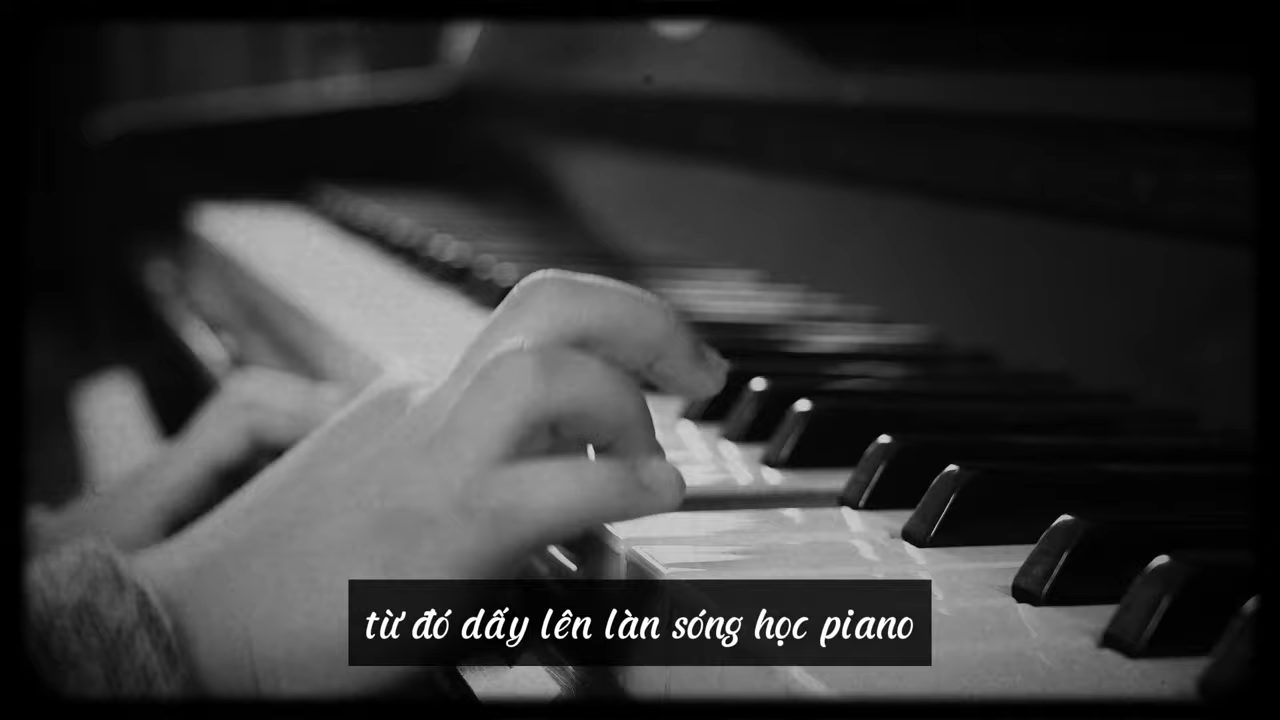 từ đó dấy lên làn sóng học piano